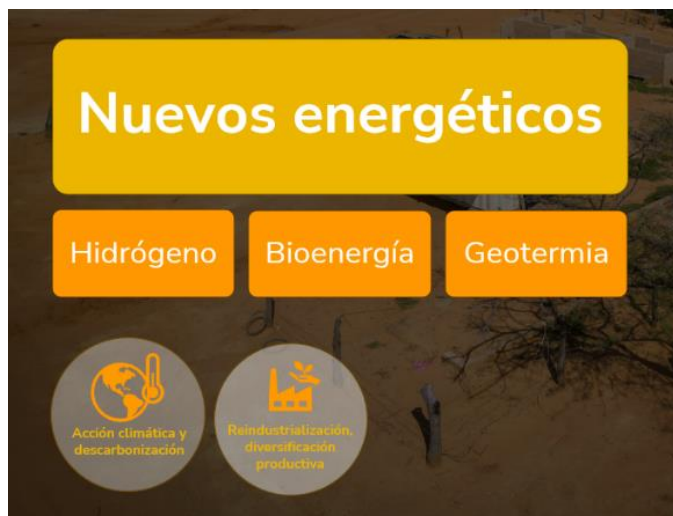 Nuevos energéticos
Hidrógeno
Bioenergía
Geotermia
Acción climática y
descarbonización
Reindustrialización,
diversificación
productiva